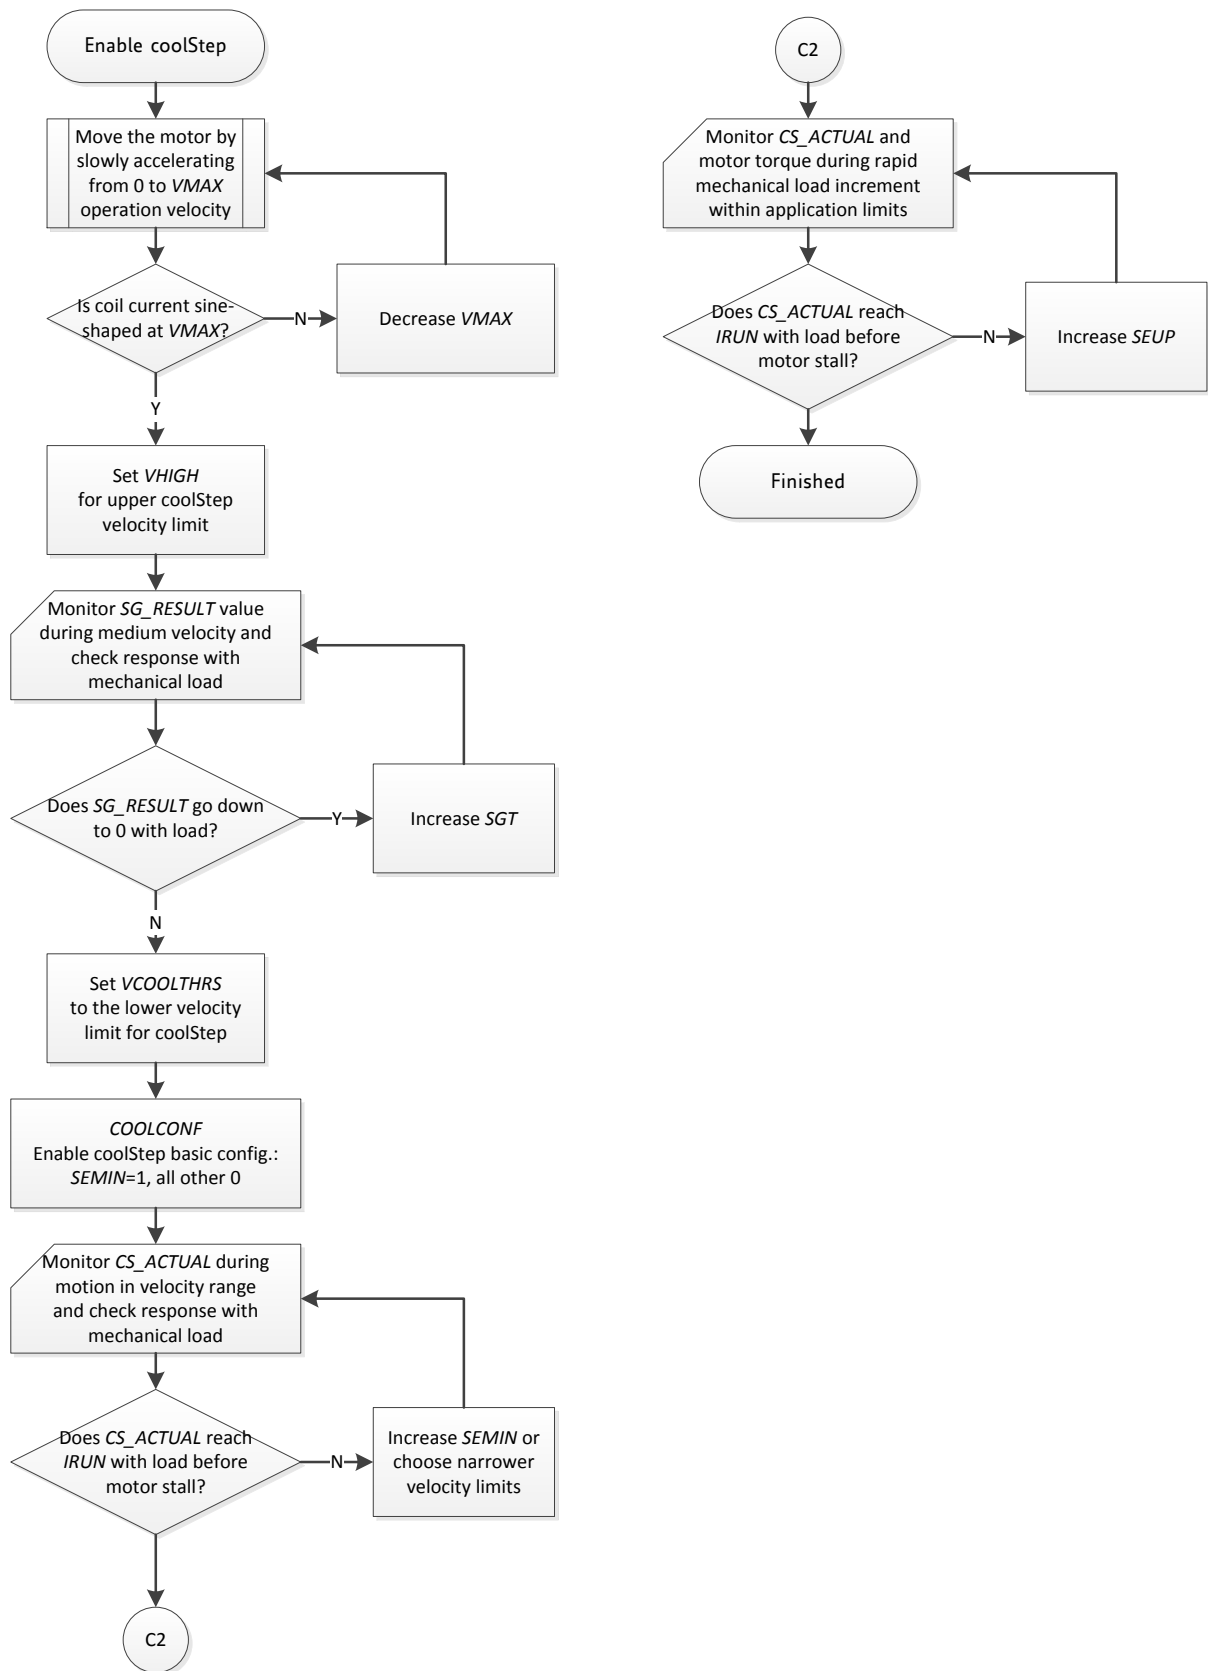 Enable coolStep
Move the motor by
slowly accelerating
from 0 to VMAX
operation velocity
Is coil current sine-
shaped at VMAX?
N
Decrease VMAX
Y
Set VHIGH
for upper coolStep
velocity limit
Monitor SG_RESULT value
during medium velocity and
check response with
mechanical load
Does SG_RESULT go down
to 0 with load?
Y
Increase SGT
N
Set VCOOLTHRS
to the lower velocity
limit for coolStep
COOLCONF
Enable coolStep basic config.:
SEMIN=1, all other 0
Monitor CS_ACTUAL during
motion in velocity range
and check response with
mechanical load
Does CS_ACTUAL reach
IRUN with load before
motor stall?
N
Increase SEMIN or
choose narrower
velocity limits
C2
C2
Monitor CS_ACTUAL and
motor torque during rapid
mechanical load increment
within application limits
Does CS_ACTUAL reach
IRUN with load before
motor stall?
N
Increase SEUP
Finished